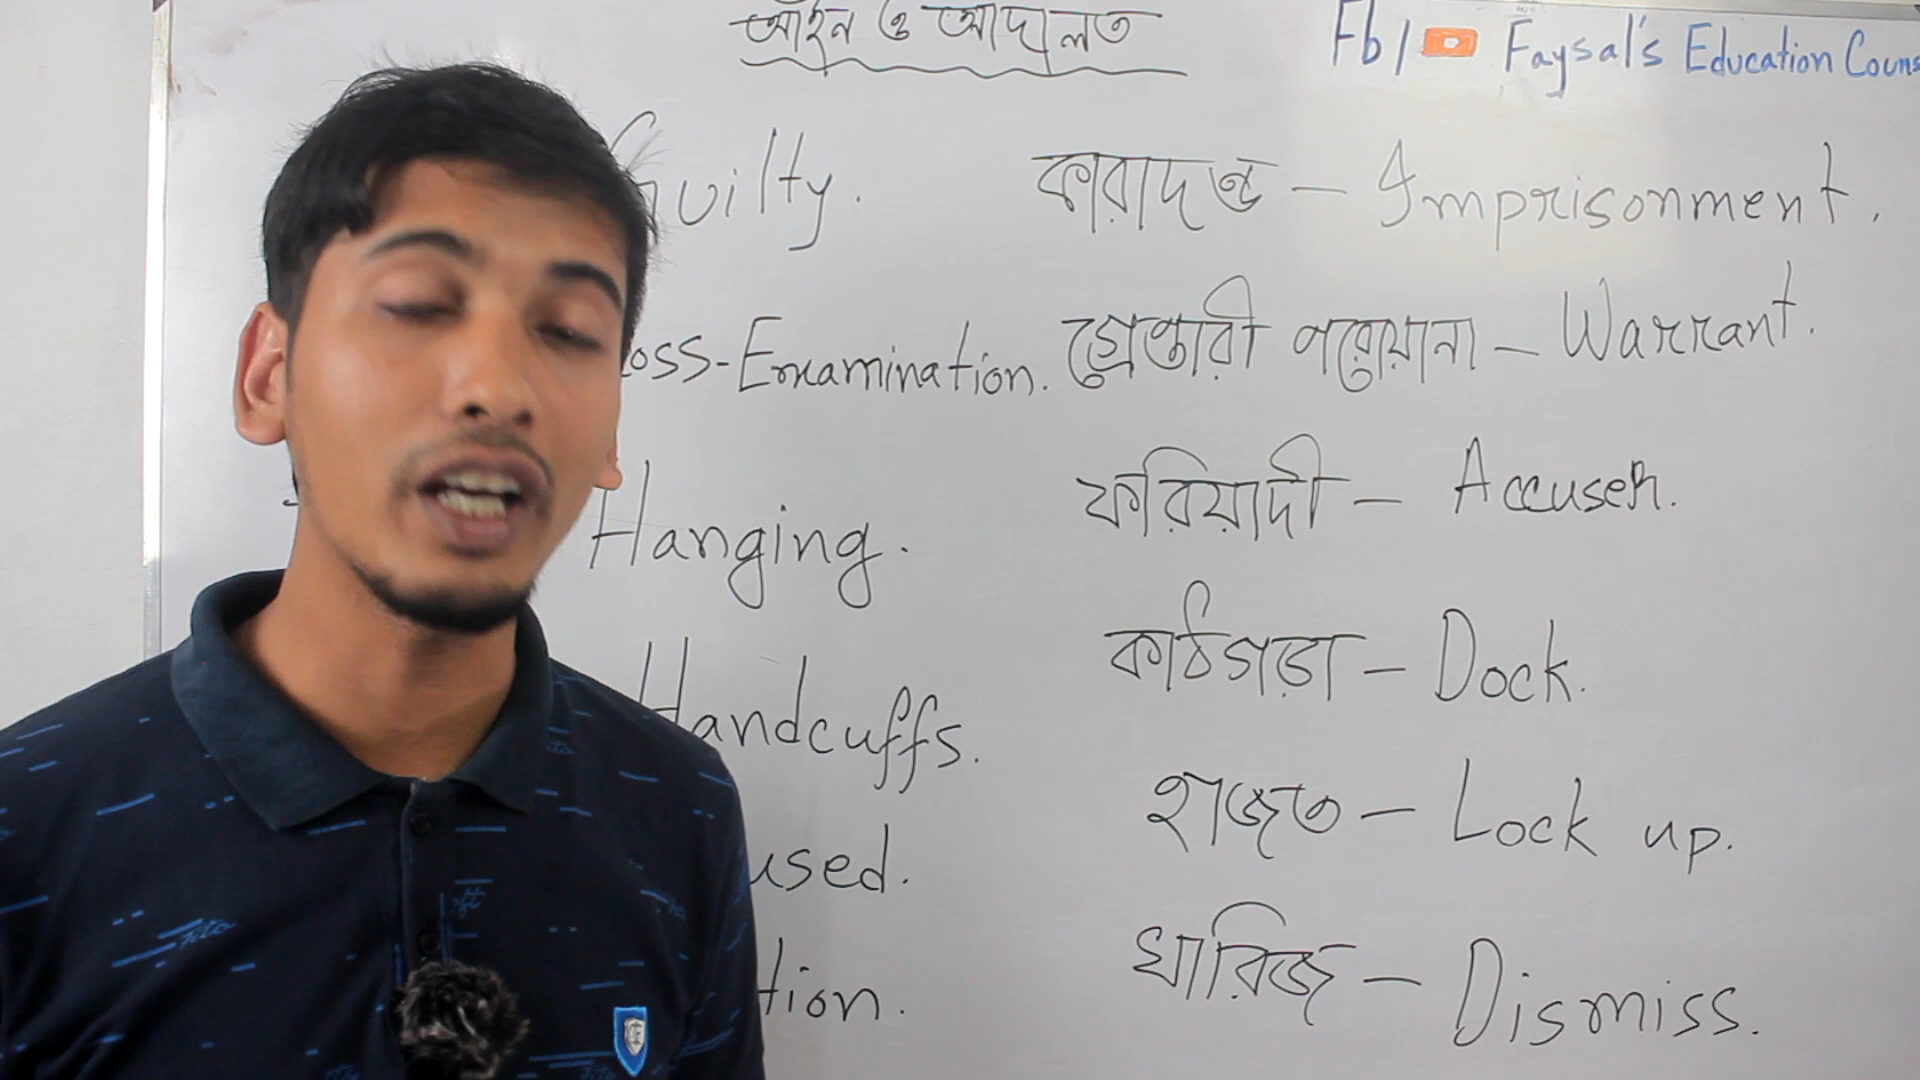 আইন ও আদালত
Fb / Faysal's Education Couns
Guilty.
কারাদন্ড – Imprisonment.
oss-Examination.
গ্রেপ্তারী পরোয়ানা – Warrant.
Hanging.
ফরিয়াদী – Accuser.
Handcuffs.
কাঠগড়া – Dock.
used.
হাজত – Lock up.
tion.
খারিজ – Dismiss.